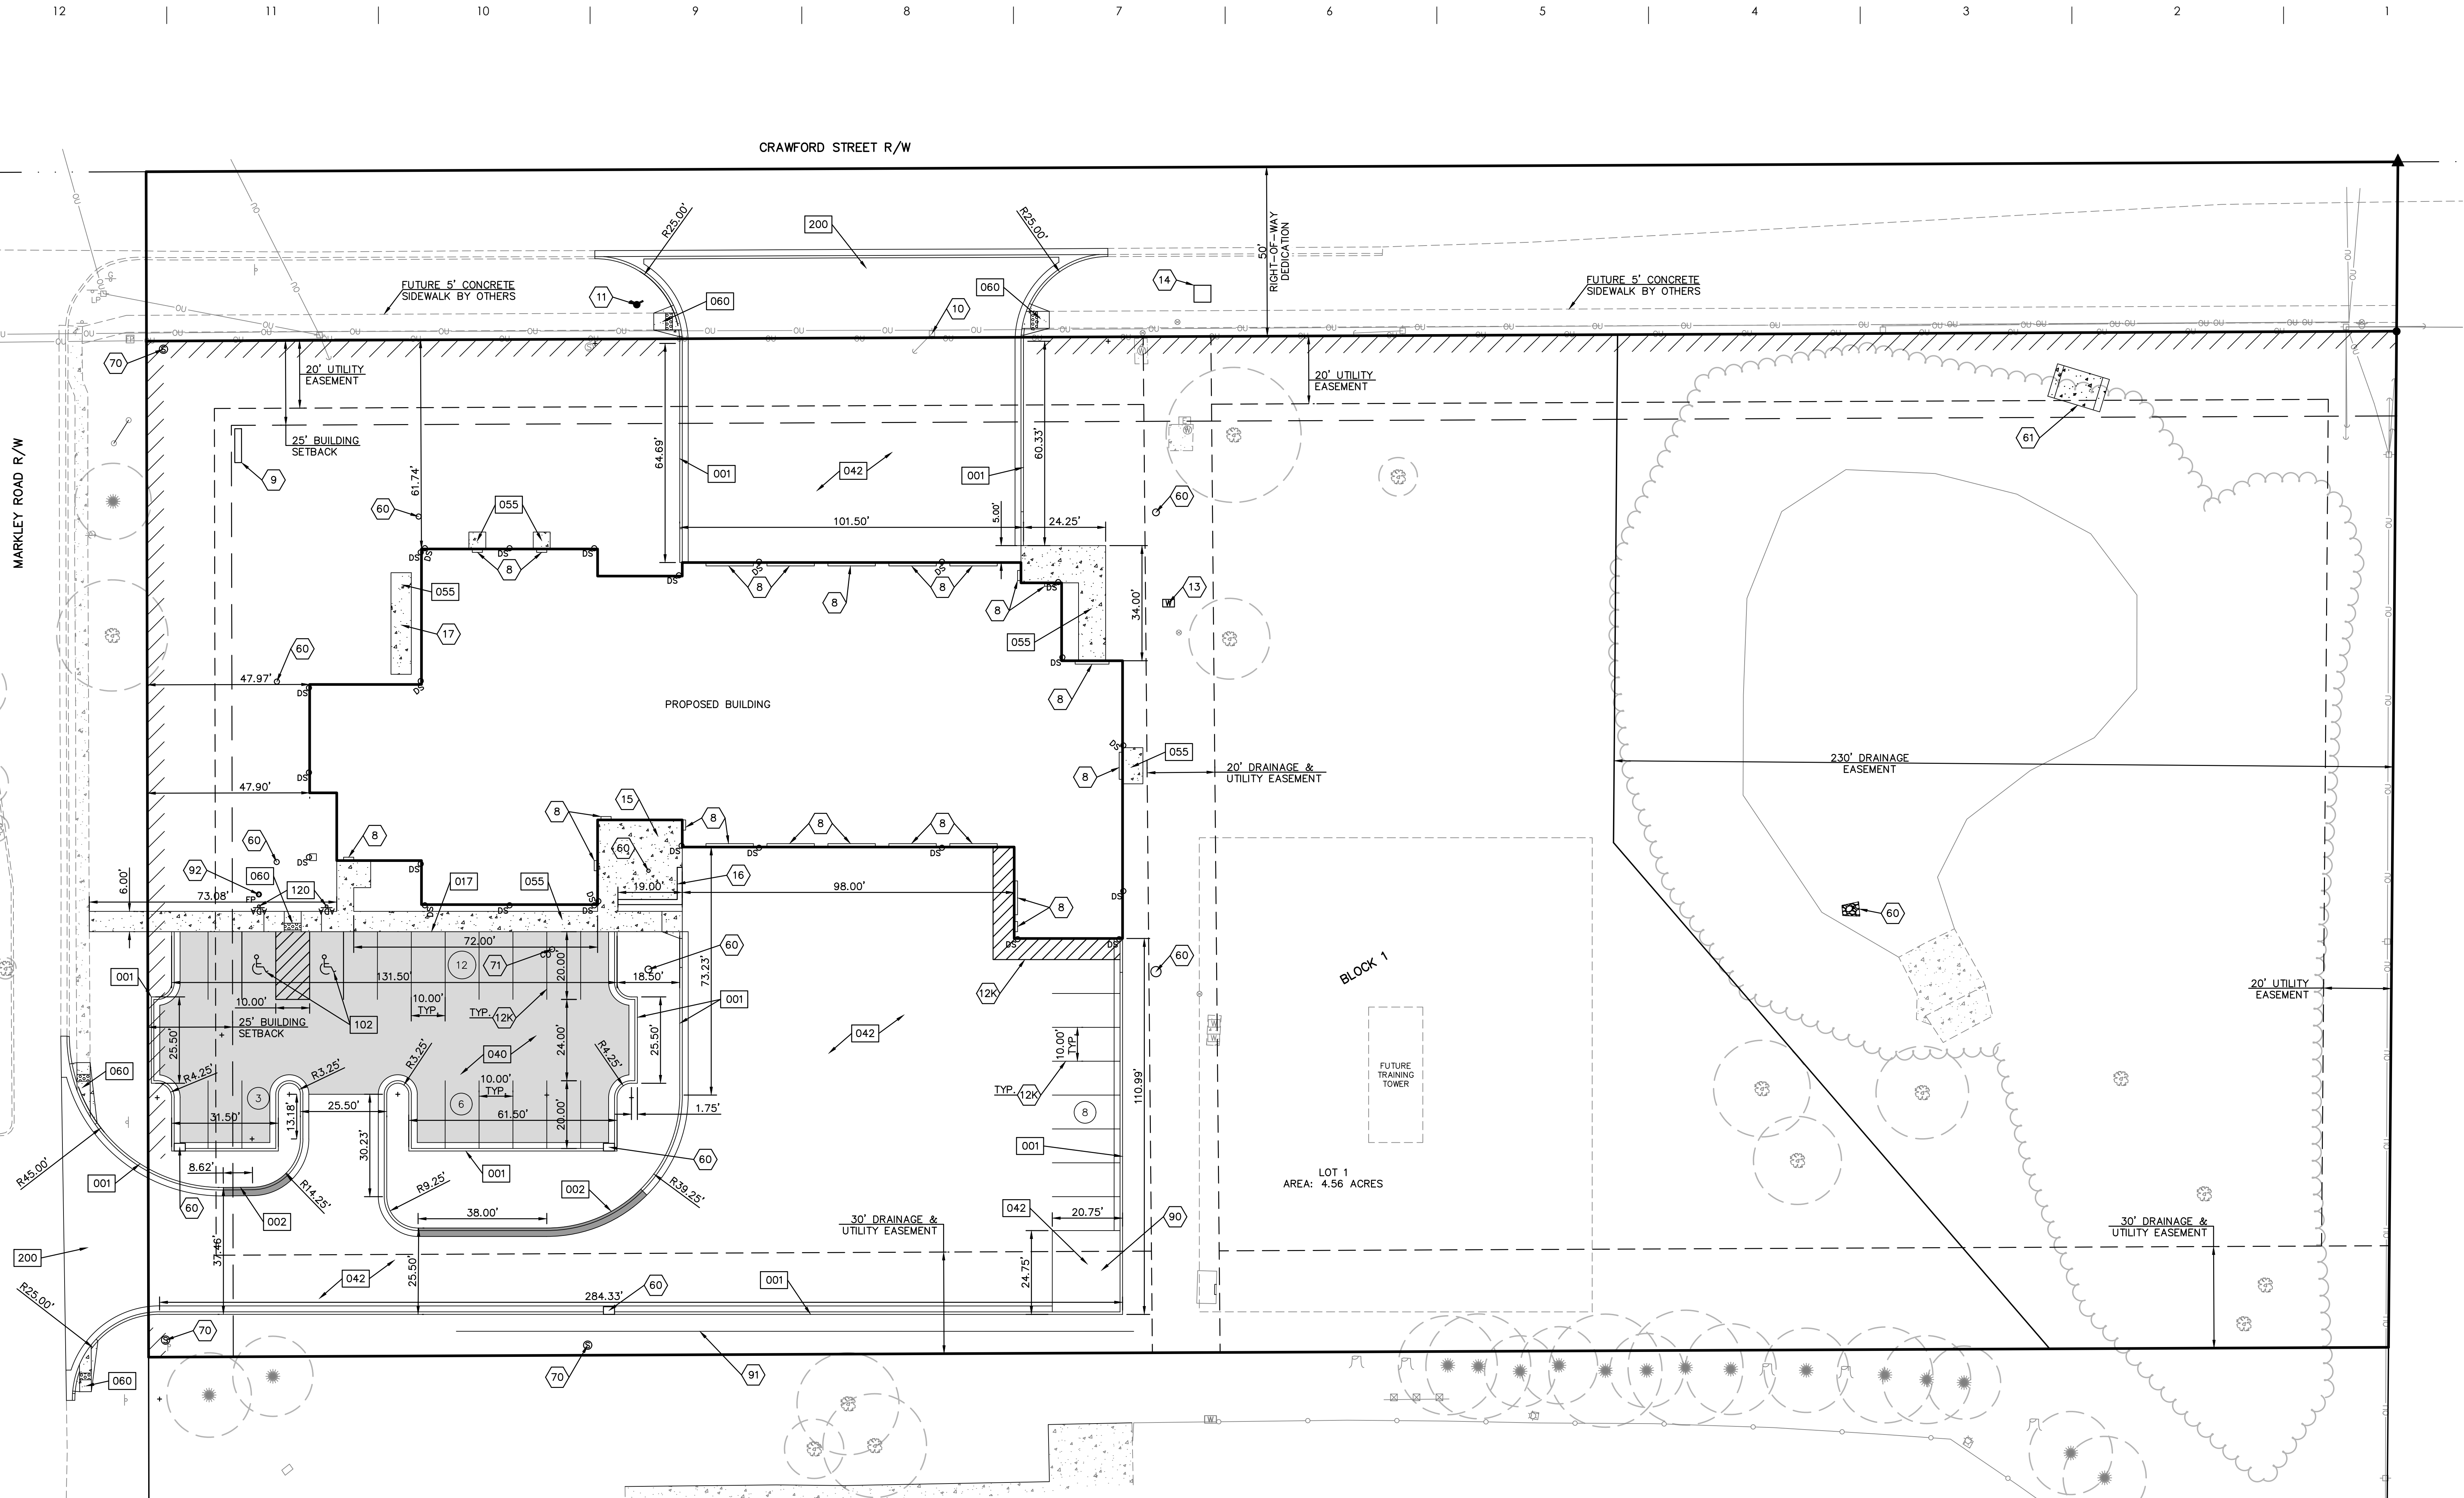 12 11 10 9 8 7 6 5 4 3 2 1
CRAWFORD STREET R/W
MARKLEY ROAD R/W
R25.00'
200
R25.00'
50'
RIGHT-OF-WAY
DEDICATION
FUTURE 5' CONCRETE
SIDEWALK BY OTHERS
11
060
060
10
14
FUTURE 5' CONCRETE
SIDEWALK BY OTHERS
OU
G
LP
70
20' UTILITY
EASEMENT
20' UTILITY
EASEMENT
25' BUILDING
SETBACK
9
61.74'
64.69'
001
042
001
60.33'
61
60
055
101.50'
5.00'
24.25'
60
DS
8
8
8
8
8
055
17
34.00'
13
W
055
60
47.97'
8
PROPOSED BUILDING
055
8
20' DRAINAGE &
UTILITY EASEMENT
230' DRAINAGE
EASEMENT
47.90'
15
8
8
8
8
8
60
60
92
060
120
017
055
16
FP
ADA
ADA
6.00'
73.08'
19.00'
98.00'
8
60
72.00'
12
71
CO
20.00'
60
73.23'
60
BLOCK 1
001
131.50'
18.50'
12K
20' UTILITY
EASEMENT
10.00'
10.00'
TYP.
TYP.
12K
001
102
25' BUILDING
SETBACK
25.50'
040
24.00'
25.50'
042
10.00'
TYP.
R4.25'
R3.25'
R3.25'
R4.25'
060
FUTURE
TRAINING
TOWER
10.00'
TYP.
TYP.
12K
3
6
8
31.50'
13.18'
25.50'
61.50'
20.00'
1.75'
110.99'
30.23'
001
60
001
8.62'
R45.00'
001
R14.25'
R9.25'
002
R39.25'
LOT 1
AREA: 4.56 ACRES
60
002
38.00'
042
20.75'
90
30' DRAINAGE &
UTILITY EASEMENT
30' DRAINAGE &
UTILITY EASEMENT
200
37.46'
25.50'
24.75'
042
60
001
284.33'
R25.00'
70
70
91
060
W